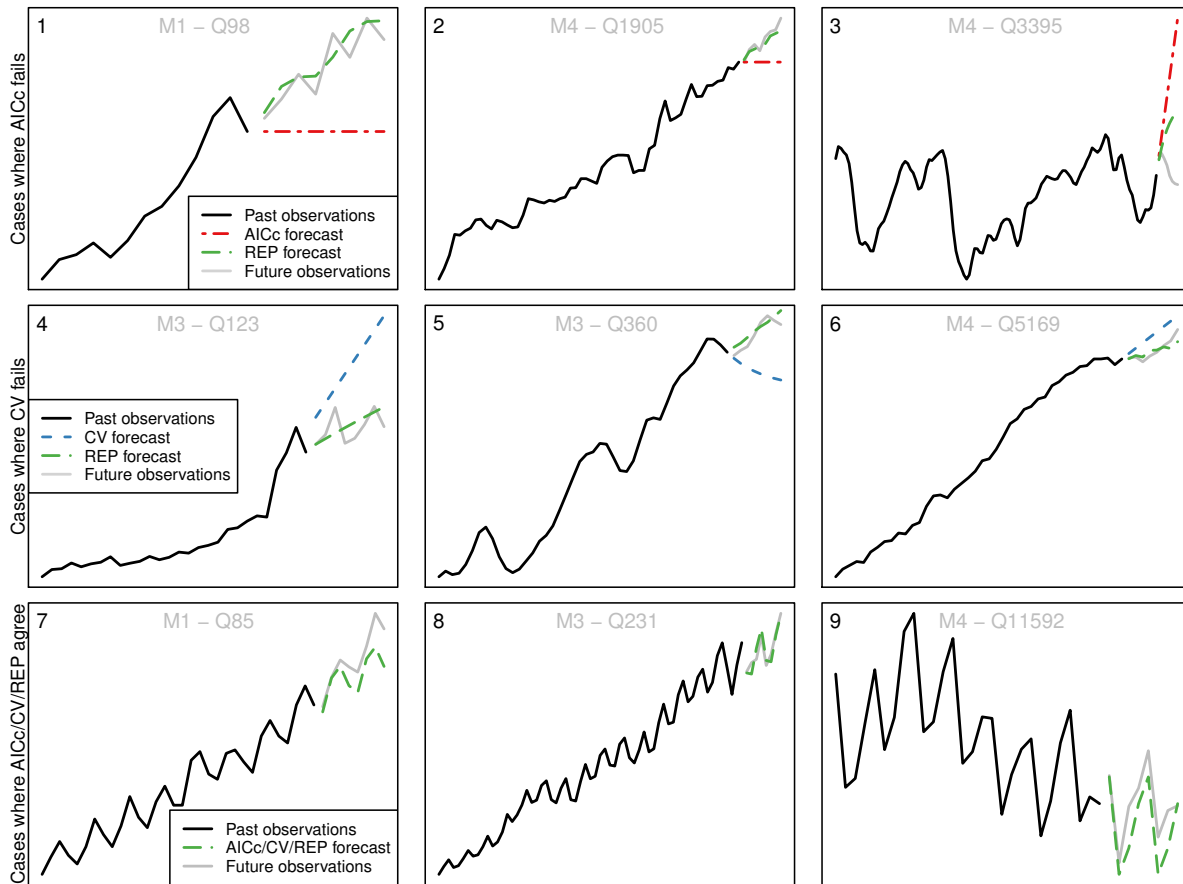 Cases where AICc fails
1
M1 − Q98
Past observations
AICc forecast
REP forecast
Future observations
2
M4 − Q1905
3
M4 − Q3395
Cases where CV fails
4
M3 − Q123
Past observations
CV forecast
REP forecast
Future observations
5
M3 − Q360
6
M4 − Q5169
Cases where AICc/CV/REP agree
7
M1 − Q85
Past observations
AICc/CV/REP forecast
Future observations
8
M3 − Q231
9
M4 − Q11592